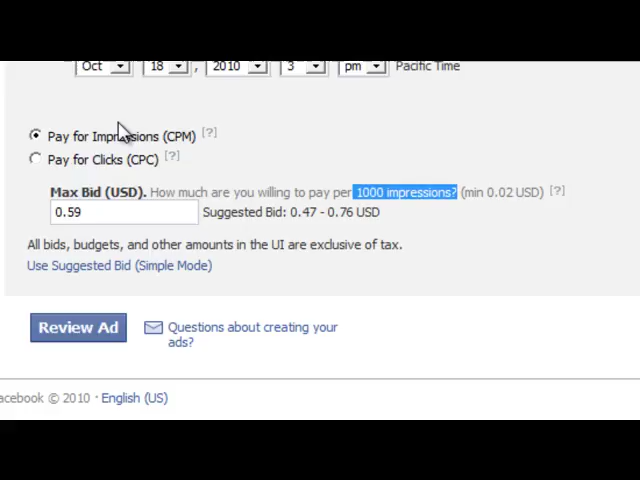 Oct 18 , 2010 3 pm Pacific Time
Pay for Impressions (CPM) [?]
Pay for Clicks (CPC) [?]
Max Bid (USD). How much are you willing to pay per 1000 impressions? (min 0.02 USD) [?]
0.59 Suggested Bid: 0.47 - 0.76 USD
All bids, budgets, and other amounts in the UI are exclusive of tax.
Use Suggested Bid (Simple Mode)
Review Ad
Questions about creating your
ads?
acebook © 2010 · English (US)